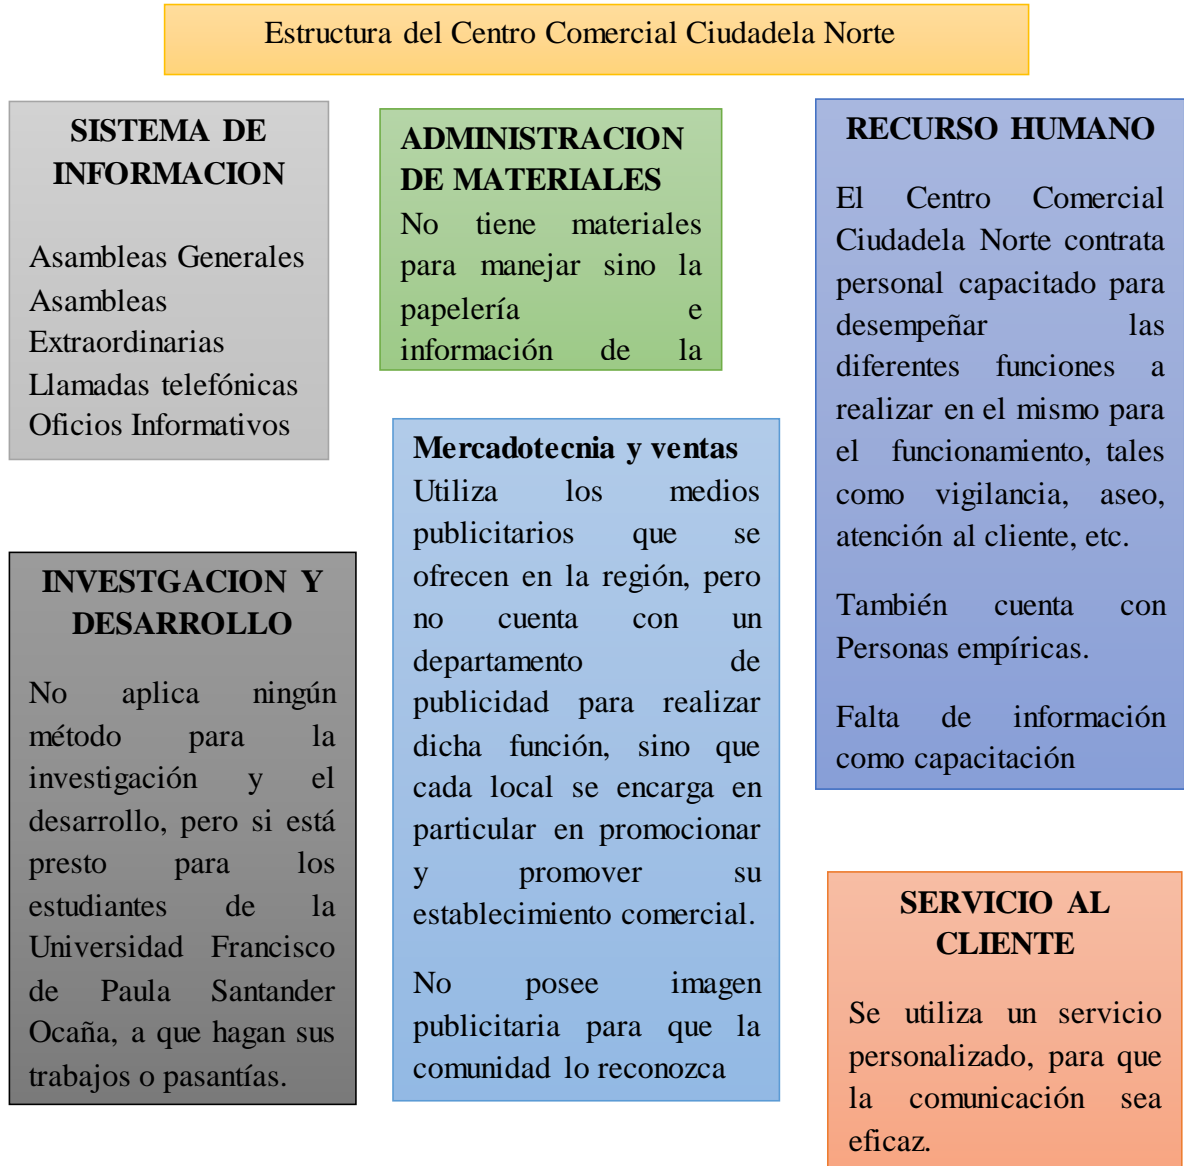 Estructura del Centro Comercial Ciudadela Norte
SISTEMA DE
INFORMACION
Asambleas Generales
Asambleas
Extraordinarias
Llamadas telefónicas
Oficios Informativos
ADMINISTRACION
DE MATERIALES
No tiene materiales
para manejar sino la
papelería e
información de la
RECURSO HUMANO
El Centro Comercial
Ciudadela Norte contrata
personal capacitado para
desempeñar las
diferentes funciones a
realizar en el mismo para
el funcionamiento, tales
como vigilancia, aseo,
atención al cliente, etc.
También cuenta con
Personas empíricas.
Falta de información
como capacitación
INVESTGACION Y
DESARROLLO
No aplica ningún
método para la
investigación y el
desarrollo, pero si está
presto para los
estudiantes de la
Universidad Francisco
de Paula Santander
Ocaña, a que hagan sus
trabajos o pasantías.
Mercadotecnia y ventas
Utiliza los medios
publicitarios que se
ofrecen en la región, pero
no cuenta con un
departamento de
publicidad para realizar
dicha función, sino que
cada local se encarga en
particular en promocionar
y promover su
establecimiento comercial.
No posee imagen
publicitaria para que la
comunidad lo reconozca
SERVICIO AL
CLIENTE
Se utiliza un servicio
personalizado, para que
la comunicación sea
eficaz.